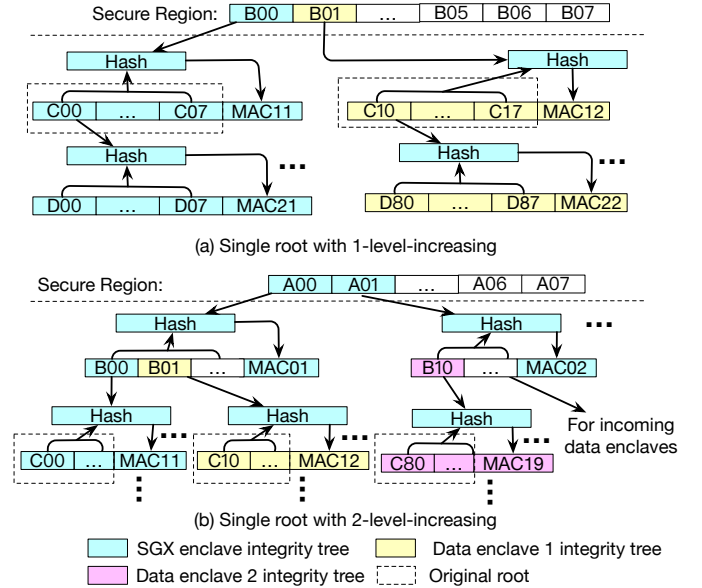 Secure Region: B00 B01 ... B05 B06 B07
Hash Hash
C00 ... C07 MAC11 C10 ... C17 MAC12
Hash ... Hash ...
D00 ... D07 MAC21 D80 ... D87 MAC22
(a) Single root with 1-level-increasing
Secure Region: A00 A01 ... A06 A07
Hash Hash ...
B00 B01 ... MAC01 B10 ... MAC02
Hash Hash Hash For incoming
data enclaves
... ... ...
C00 ... MAC11 C10 ... MAC12 C80 ... MAC19
(b) Single root with 2-level-increasing
SGX enclave integrity tree Data enclave 1 integrity tree
Data enclave 2 integrity tree Original root